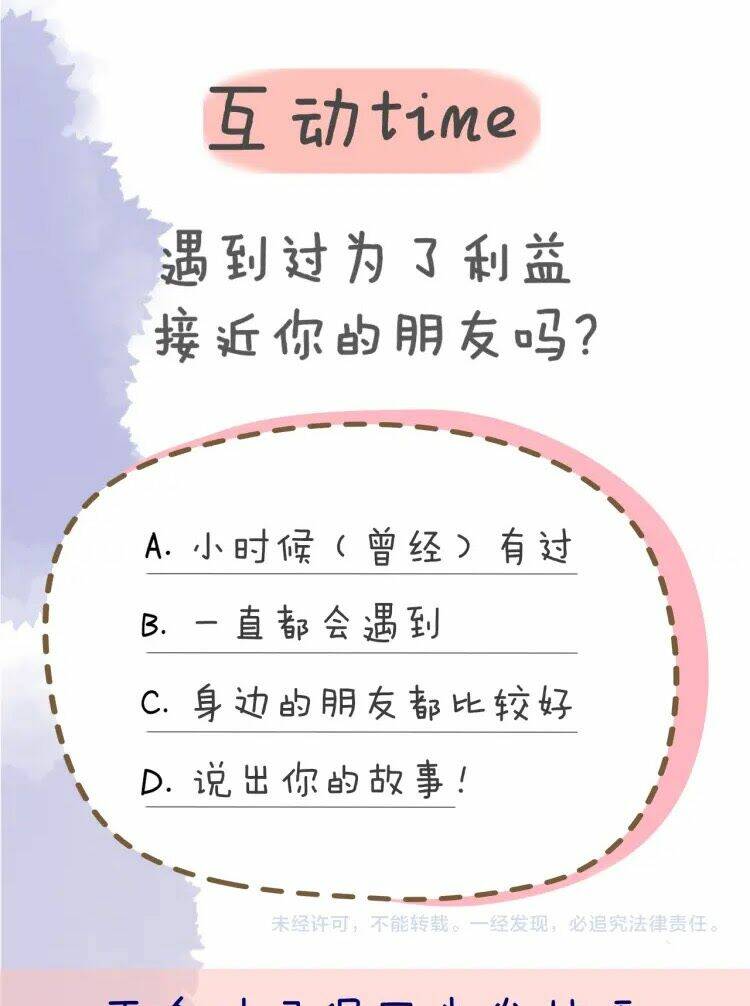 互动time
遇到过为了利益
接近你的朋友吗?
A. 小时候(曾经)有过
B. 一直都会遇到
C. 身边的朋友都比较好
D. 说出你的故事!
未经许可,不能转载。一经发现,必追究法律责任。